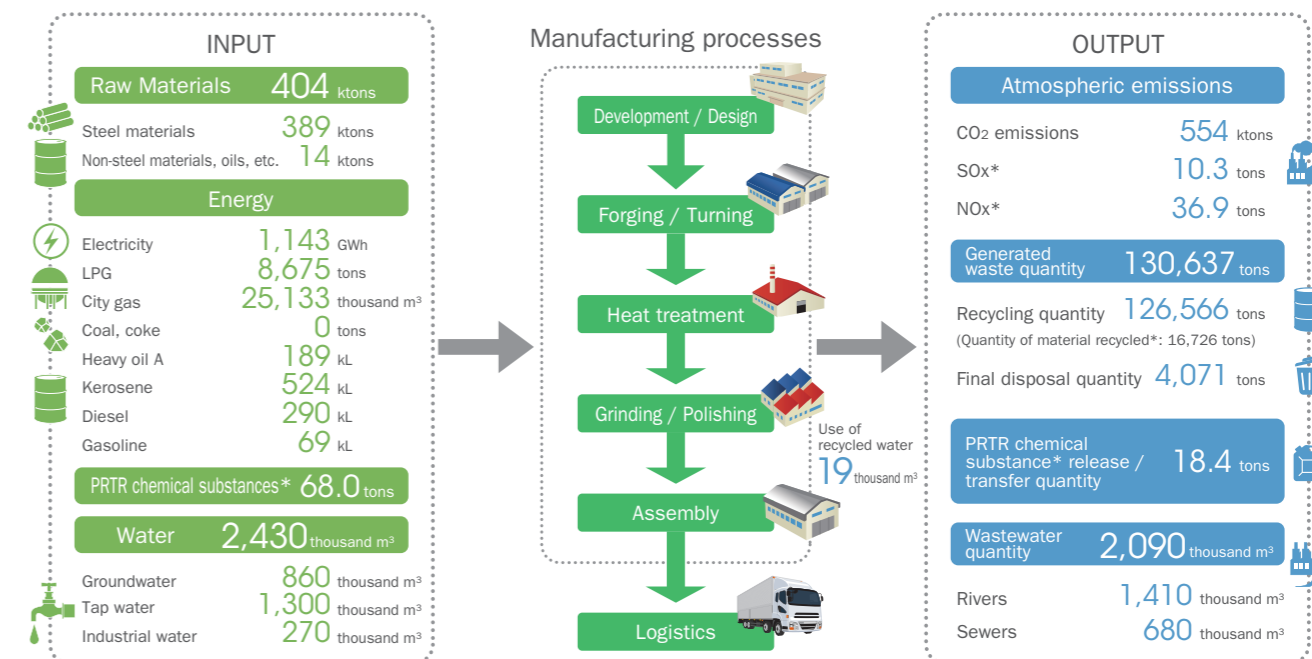 INPUT
Raw Materials 404 ktons
Steel materials 389 ktons
Non-steel materials, oils, etc. 14 ktons
Energy
Electricity 1,143 GWh
LPG 8,675 tons
City gas 25,133 thousand m³
Coal, coke 0 tons
Heavy oil A 189 kL
Kerosene 524 kL
Diesel 290 kL
Gasoline 69 kL
PRTR chemical substances* 68.0 tons
Water 2,430 thousand m³
Groundwater 860 thousand m³
Tap water 1,300 thousand m³
Industrial water 270 thousand m³
Manufacturing processes
Development / Design
Forging / Turning
Heat treatment
Grinding / Polishing
Use of
recycled water
19 thousand m³
Assembly
Logistics
OUTPUT
Atmospheric emissions
CO₂ emissions 554 ktons
SOx* 10.3 tons
NOx* 36.9 tons
Generated
waste quantity 130,637 tons
Recycling quantity 126,566 tons
(Quantity of material recycled*: 16,726 tons)
Final disposal quantity 4,071 tons
PRTR chemical
substance* release / 18.4 tons
transfer quantity
Wastewater
quantity 2,090 thousand m³
Rivers 1,410 thousand m³
Sewers 680 thousand m³